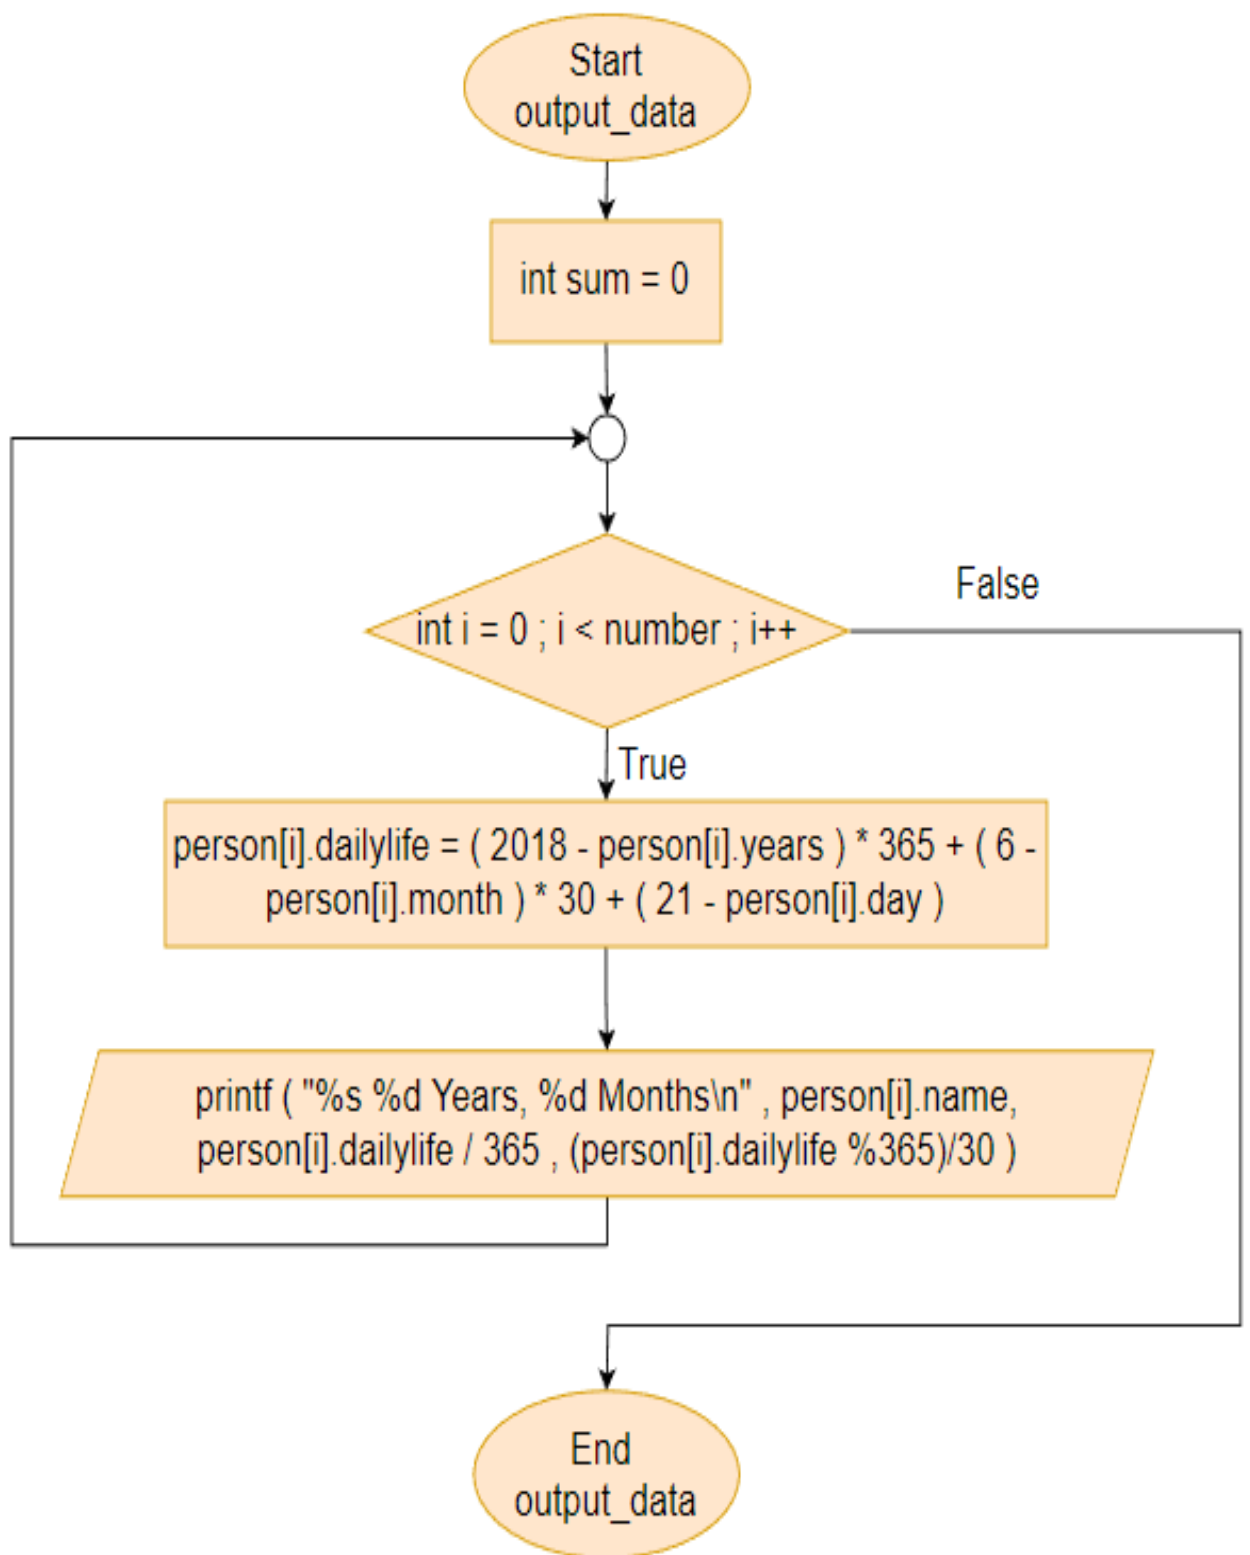 Start
output_data
int sum = 0
int i = 0 ; i < number ; i++
False
True
person[i].dailylife = ( 2018 - person[i].years ) * 365 + ( 6 -
person[i].month ) * 30 + ( 21 - person[i].day )
printf ( "%s %d Years, %d Months\n" , person[i].name,
person[i].dailylife / 365 , (person[i].dailylife %365)/30 )
End
output_data